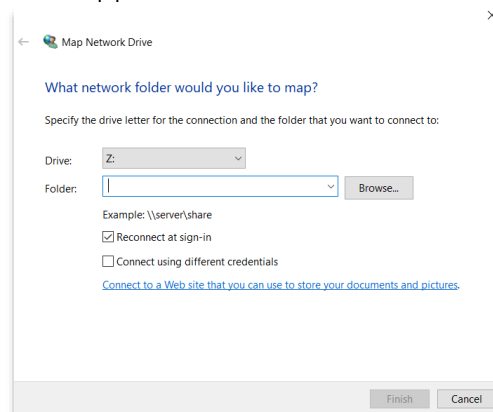 Map Network Drive
What network folder would you like to map?
Specify the drive letter for the connection and the folder that you want to connect to:
Drive: Z:
Folder: Browse...
Example: \\server\share
Reconnect at sign-in
Connect using different credentials
Connect to a Web site that you can use to store your documents and pictures.
Finish Cancel